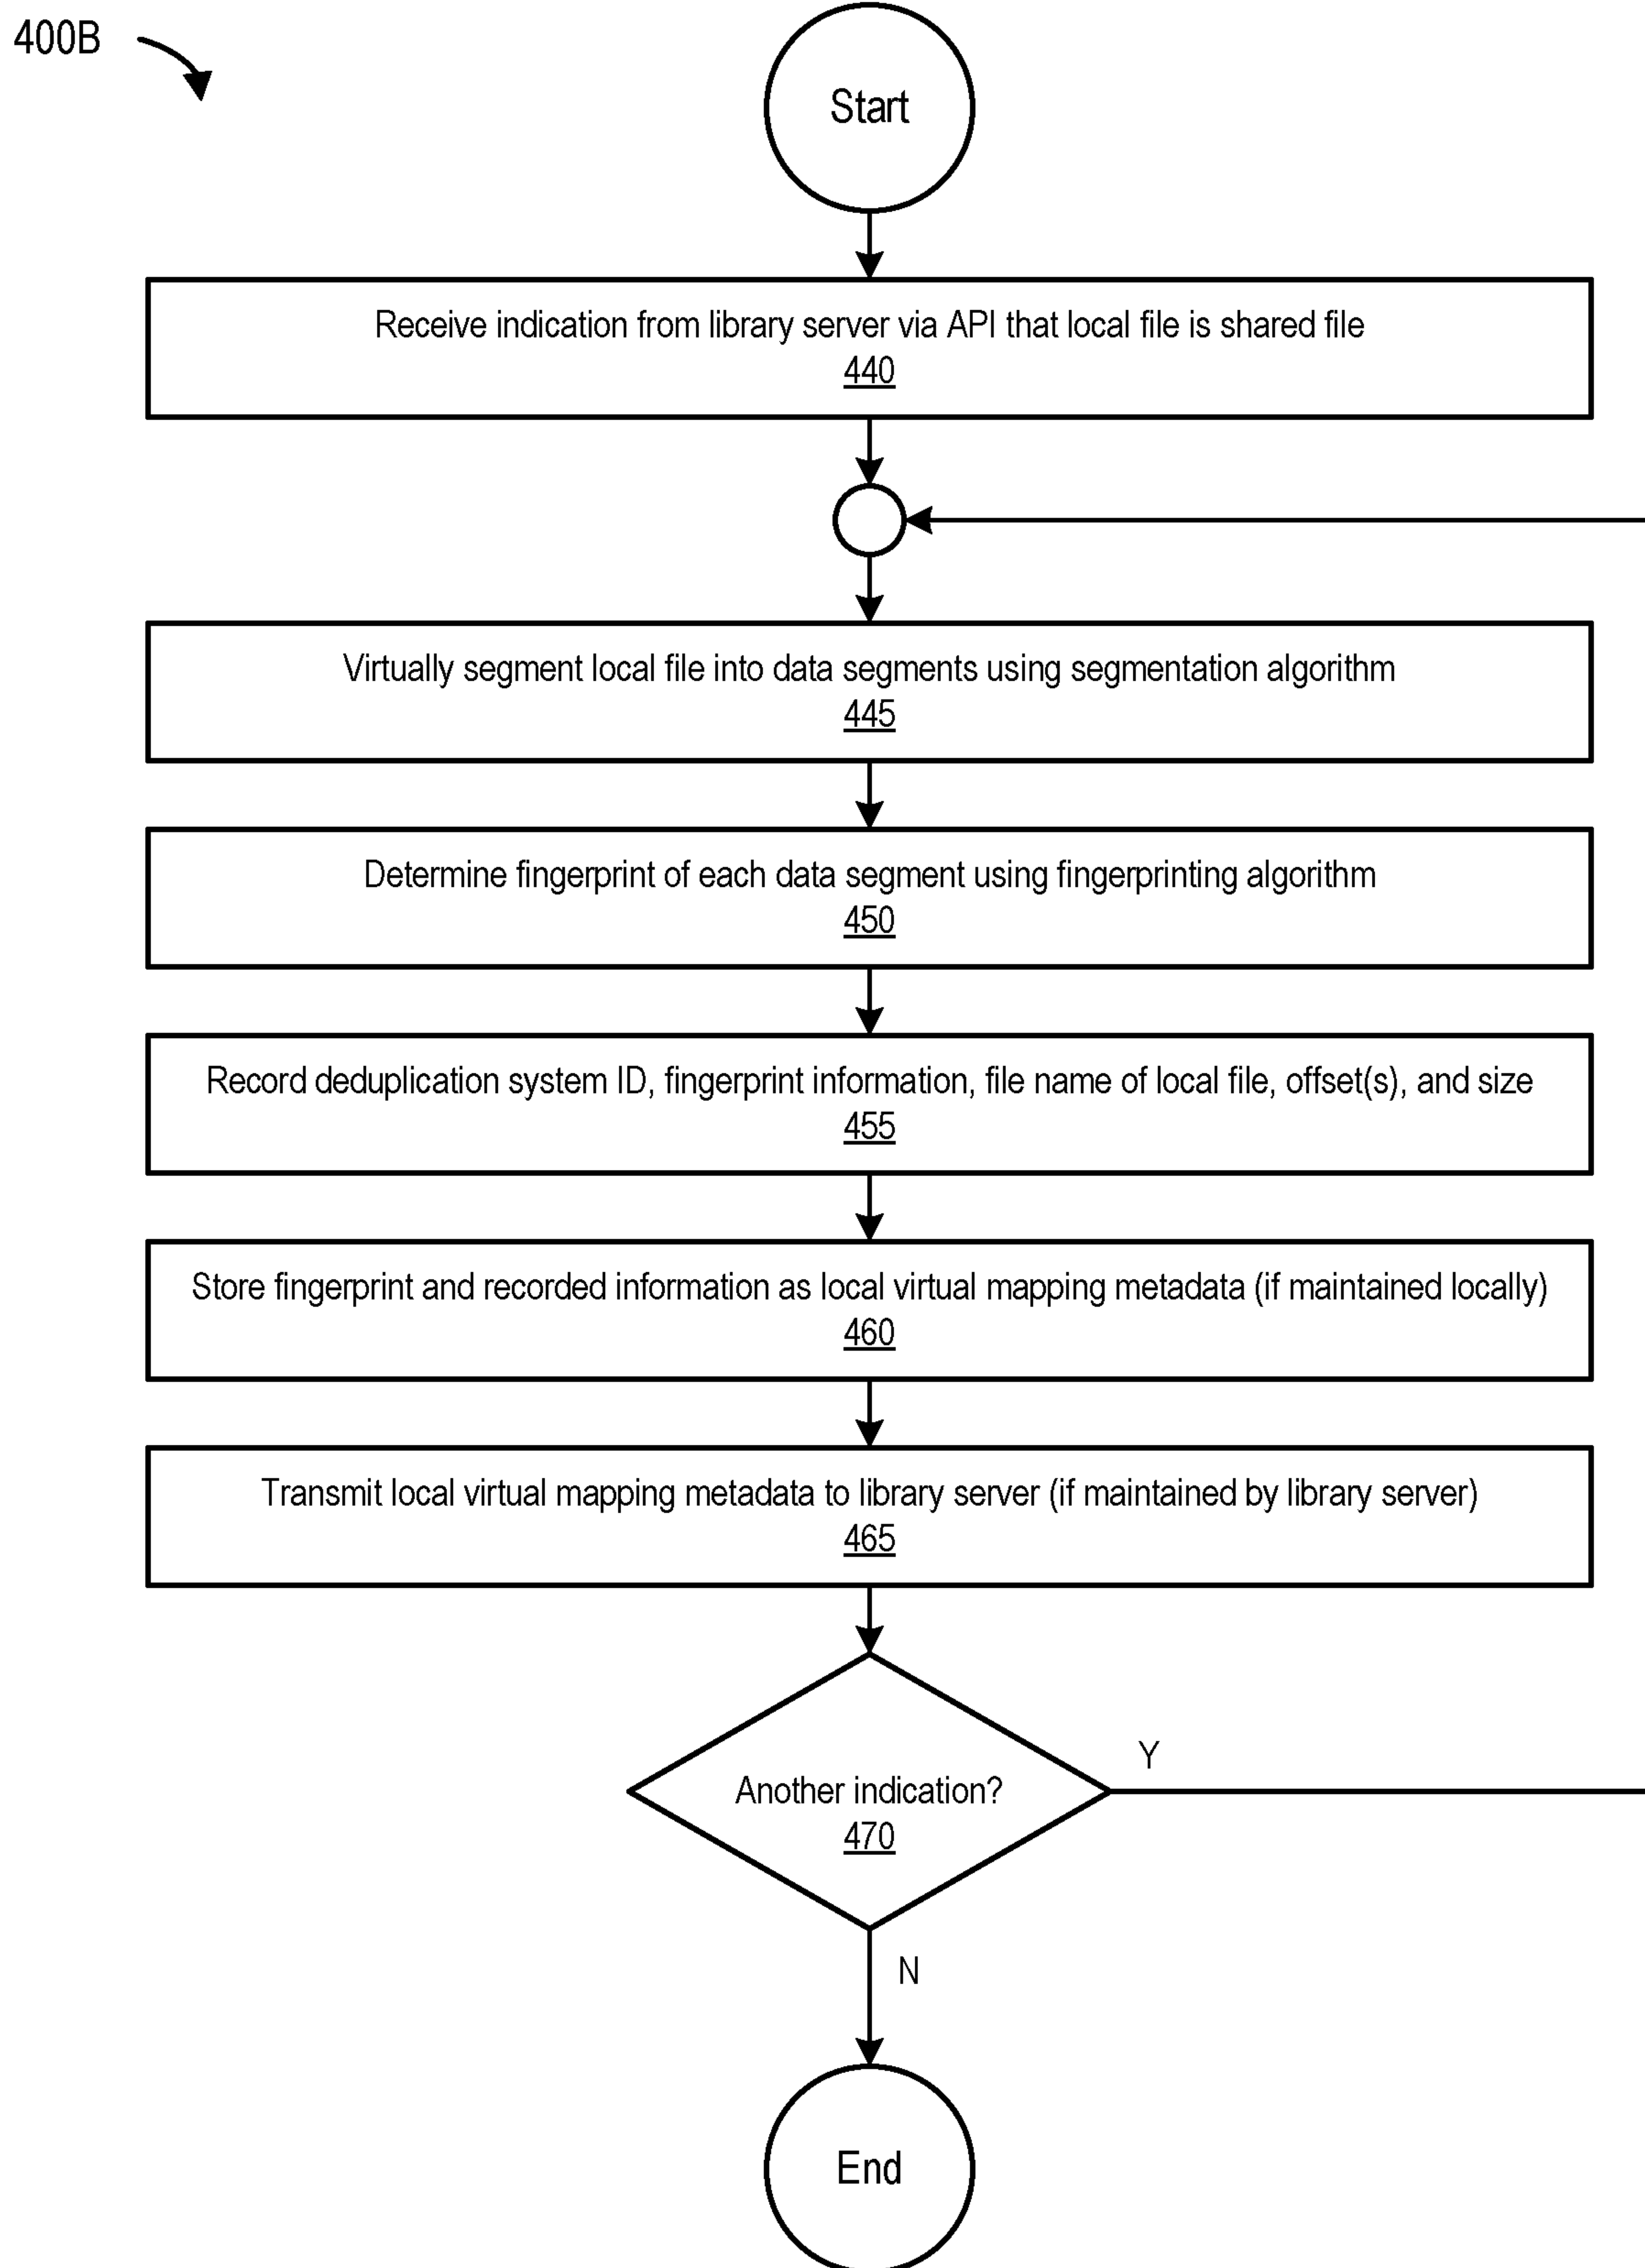 400B
Start
Receive indication from library server via API that local file is shared file
440
Virtually segment local file into data segments using segmentation algorithm
445
Determine fingerprint of each data segment using fingerprinting algorithm
450
Record deduplication system ID, fingerprint information, file name of local file, offset(s), and size
455
Store fingerprint and recorded information as local virtual mapping metadata (if maintained locally)
460
Transmit local virtual mapping metadata to library server (if maintained by library server)
465
Y
Another indication?
470
N
End